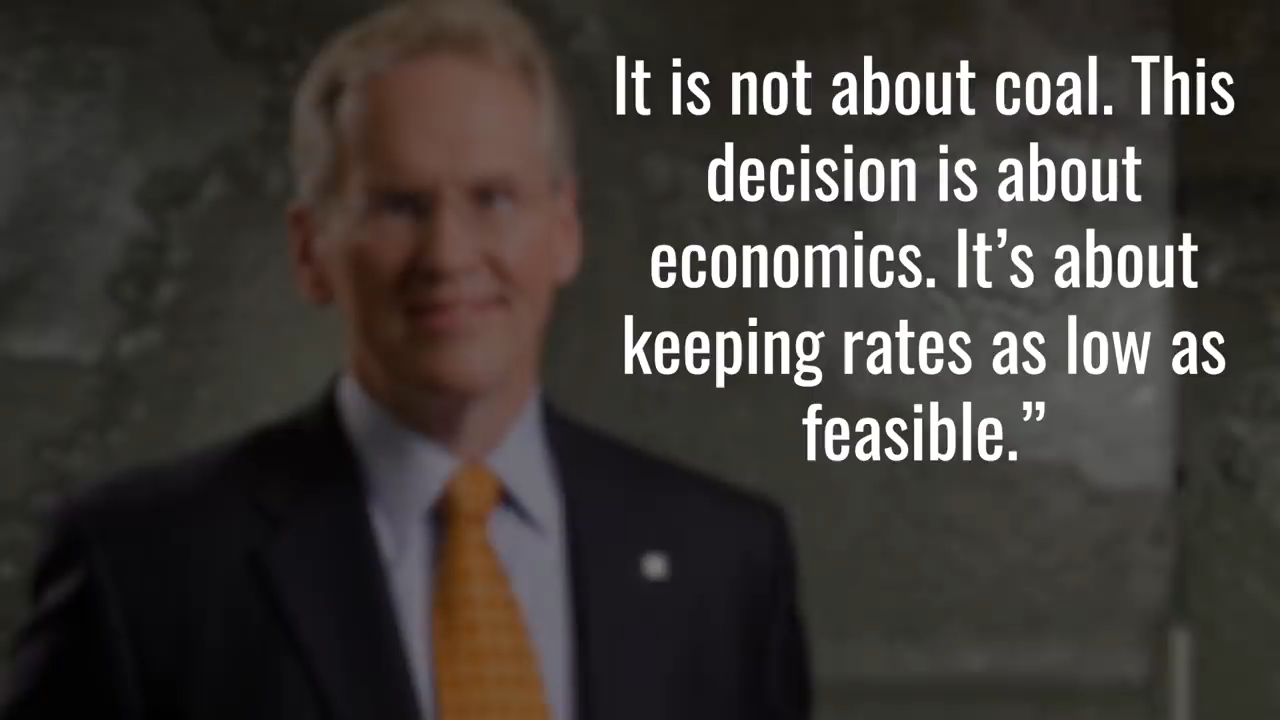 It is not about coal. This
decision is about
economics. It’s about
keeping rates as low as
feasible.”